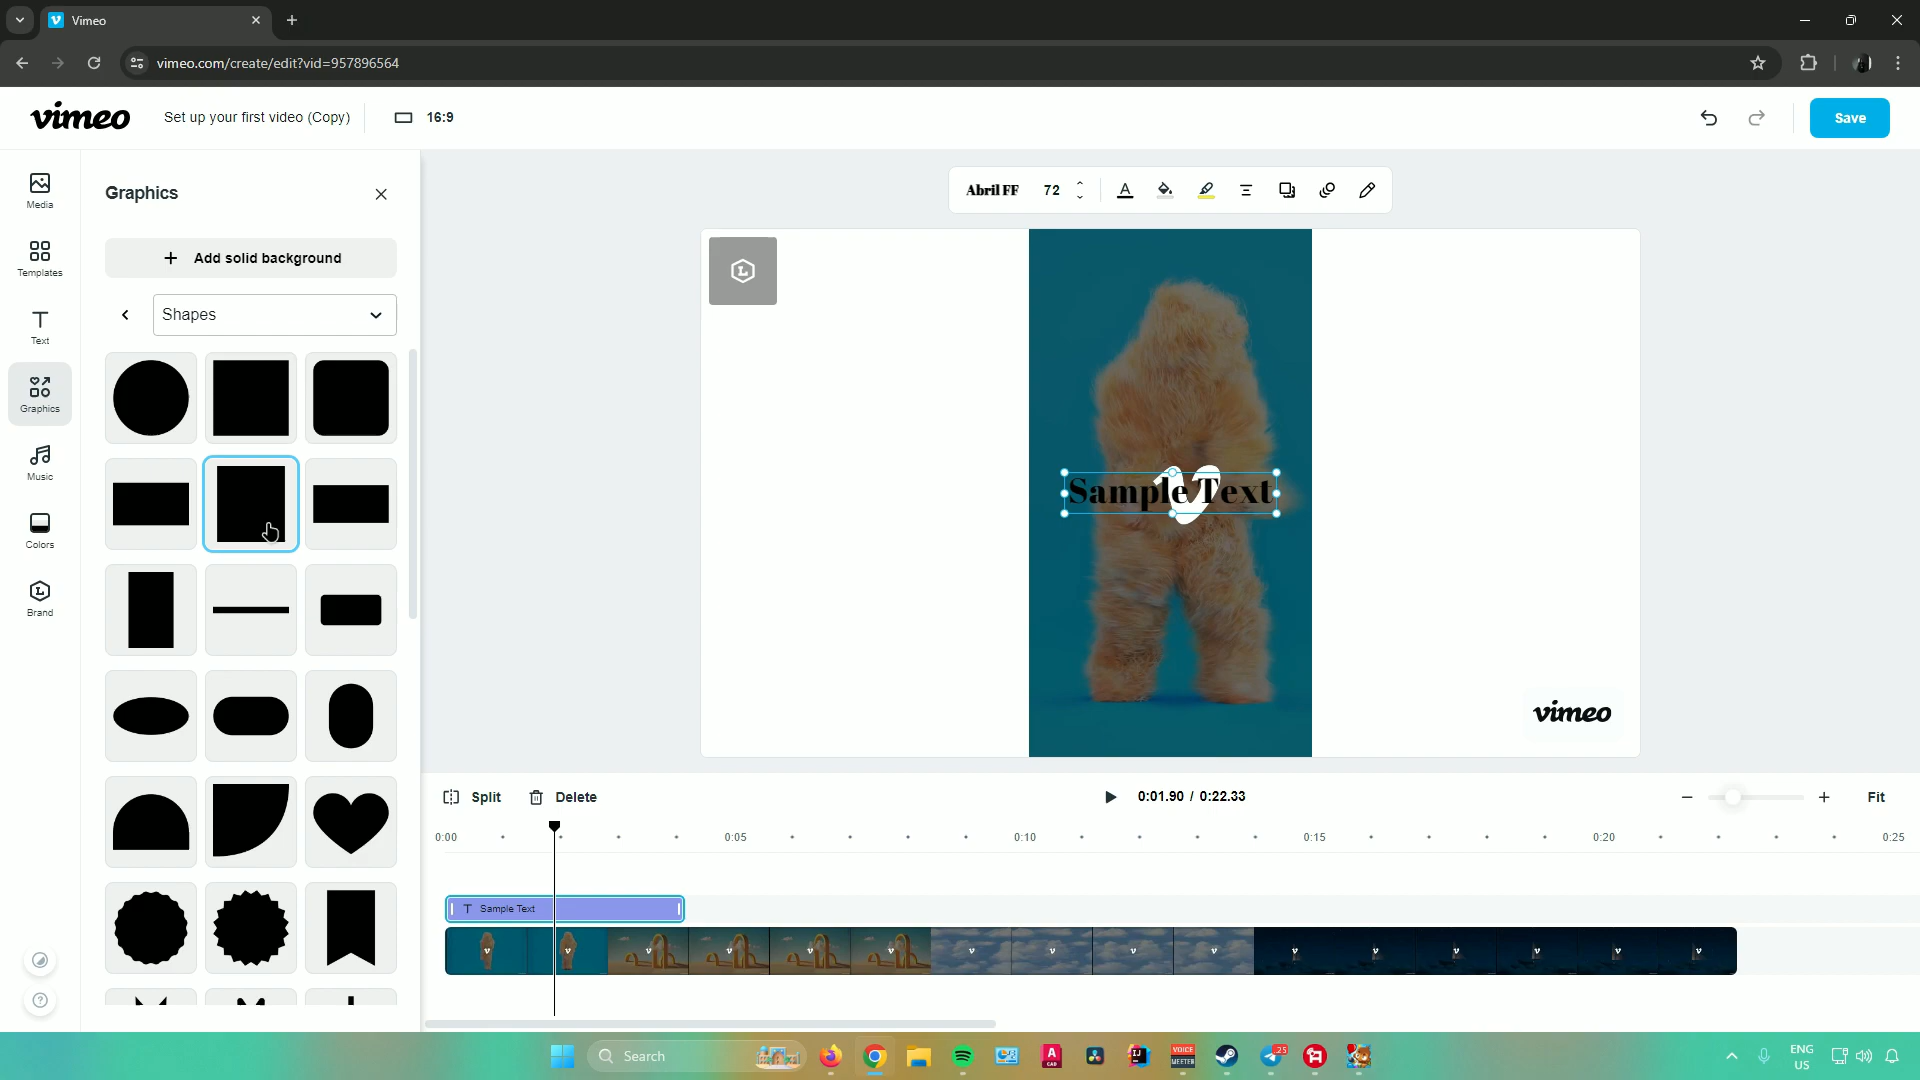 Vimeo
vimeo.com/create/edit?vid=957896564
vimeo
Set up your first video (Copy)
16:9
Save
Media
Templates
Text
Graphics
Music
Colors
Brand
Graphics
Add solid background
Shapes
Abril FF
72
Sample Text
vimeo
Split
Delete
0:01.90 / 0:22.33
Fit
0:00
0:05
0:10
0:15
0:20
0:25
Sample Text
Search
VOICE
MEETER
25
ENG
US